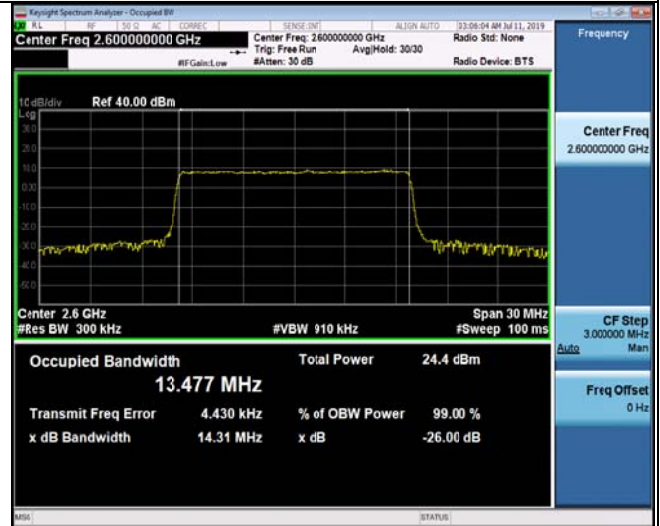 Keysight Spectrum Analyzer - Occupied BW
RL RF 50 Ω AC CORREC SENSE:INT ALIGN AUTO 03:06:04 AM Jul 11, 2019
Center Freq 2.600000000 GHz
Center Freq: 2.600000000 GHz
Radio Std: None
Trig: Free Run Avg|Hold: 30/30
#IFGain:Low #Atten: 30 dB Radio Device: BTS
Frequency
10 dB/div Ref 40.00 dBm
Log
30.0
20.0
10.0
0.00
-10.0
-20.0
-30.0
-40.0
-50.0
Center 2.6 GHz Span 30 MHz
#Res BW 300 kHz #VBW 910 kHz #Sweep 100 ms
Occupied Bandwidth Total Power 24.4 dBm
13.477 MHz
Transmit Freq Error 4.430 kHz % of OBW Power 99.00 %
x dB Bandwidth 14.31 MHz x dB -26.00 dB
Center Freq
2.600000000 GHz
CF Step
3.000000 MHz
Auto Man
Freq Offset
0 Hz
MSG STATUS